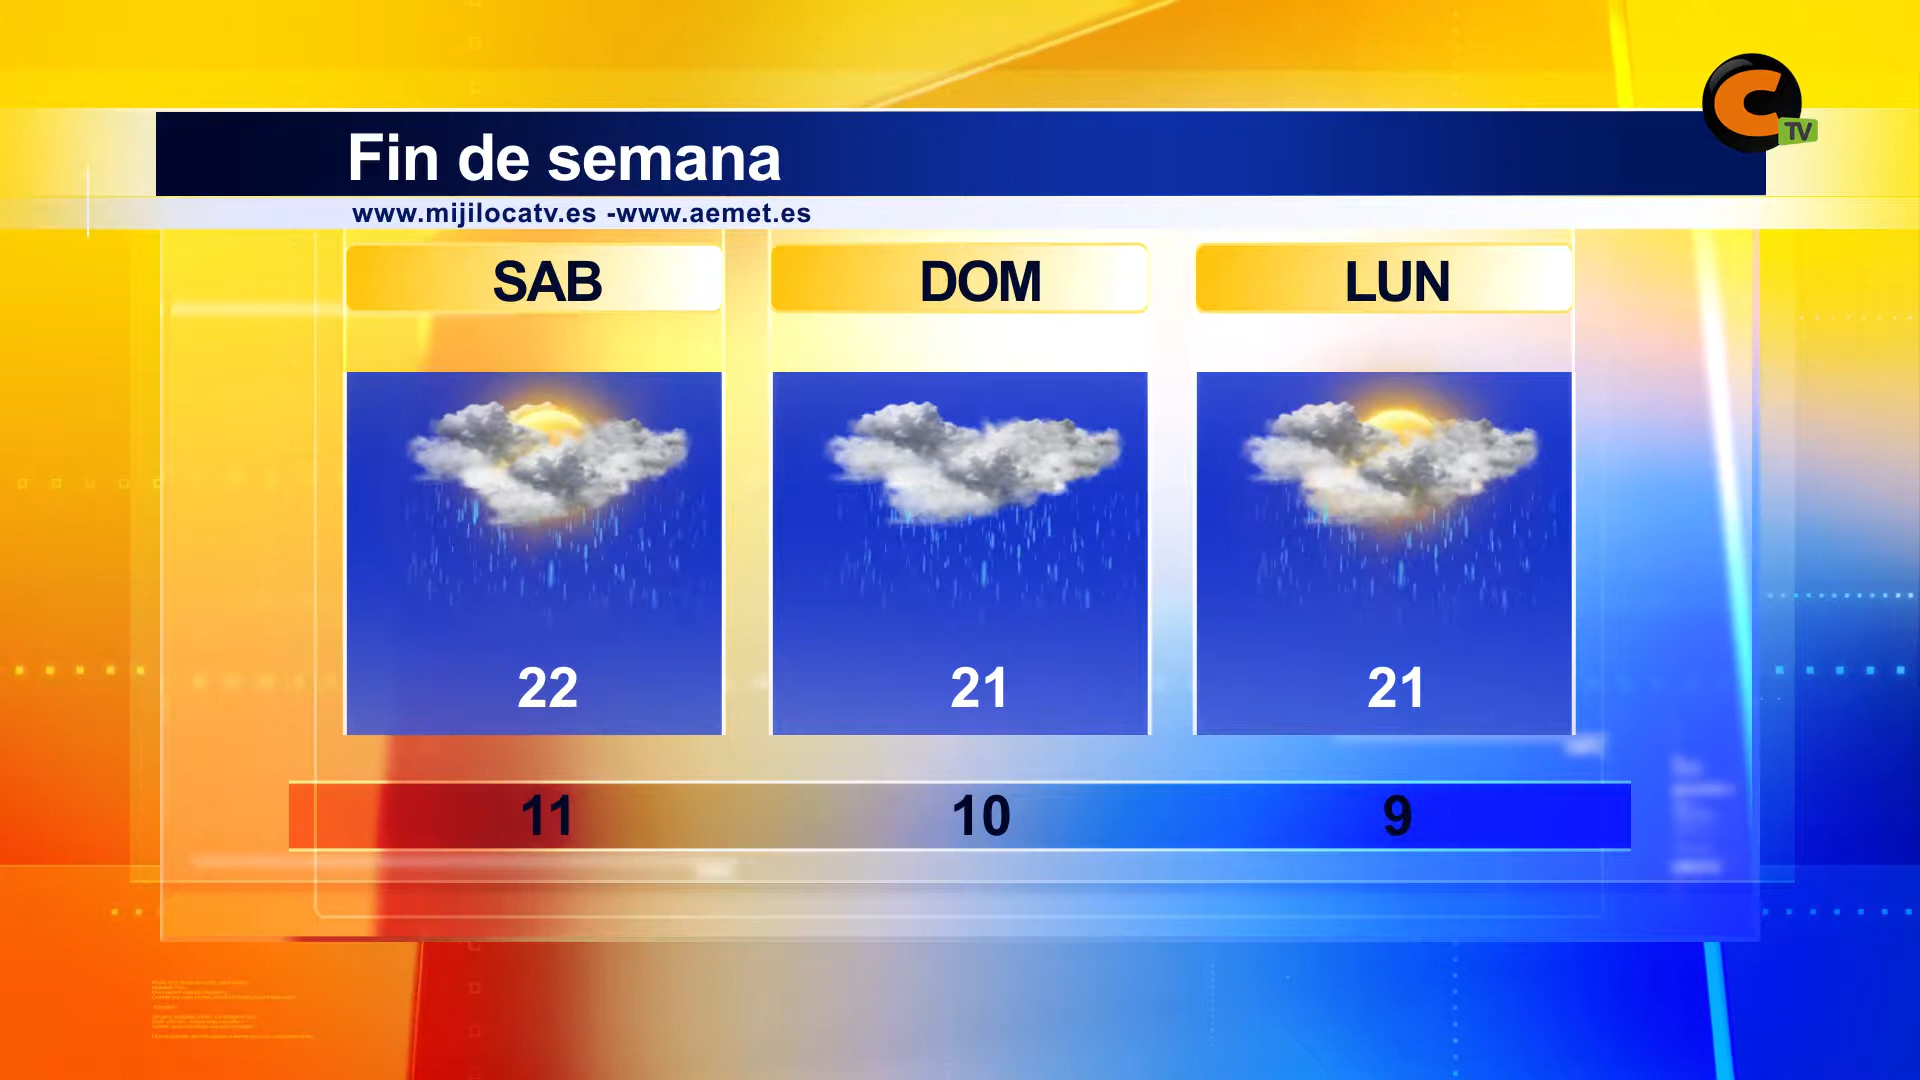 C TV
Fin de semana
www.mijilocatv.es -www.aemet.es
SAB DOM LUN
22 21 21
11 10 9